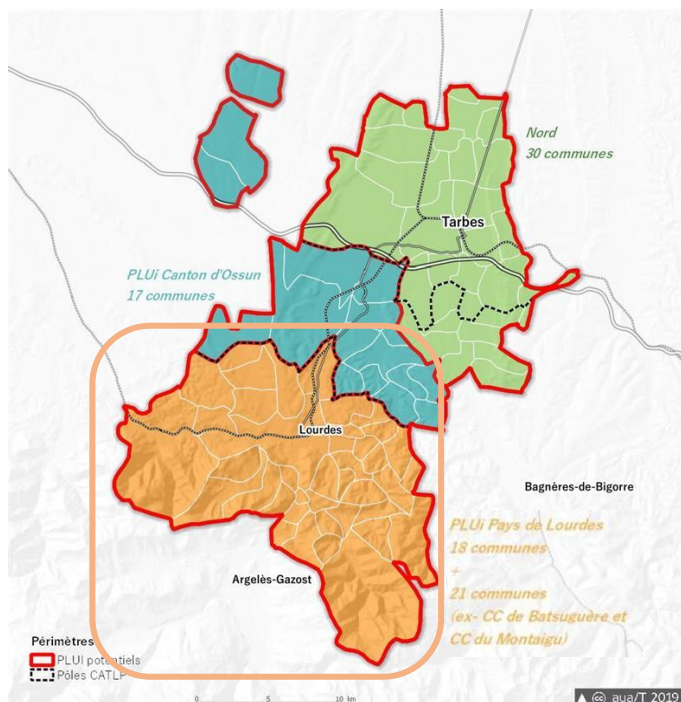 Nord
30 communes
Tarbes
PLUi Canton d'Ossun
17 communes
Lourdes
Bagnères-de-Bigorre
PLUi Pays de Lourdes
18 communes
+
21 communes
(ex- CC de Batsuguère et
CC du Montaigu)
Argelès-Gazost
Périmètres
PLUI potentiels
Pôles CATLP
0 5 10 km
aua/T 2019